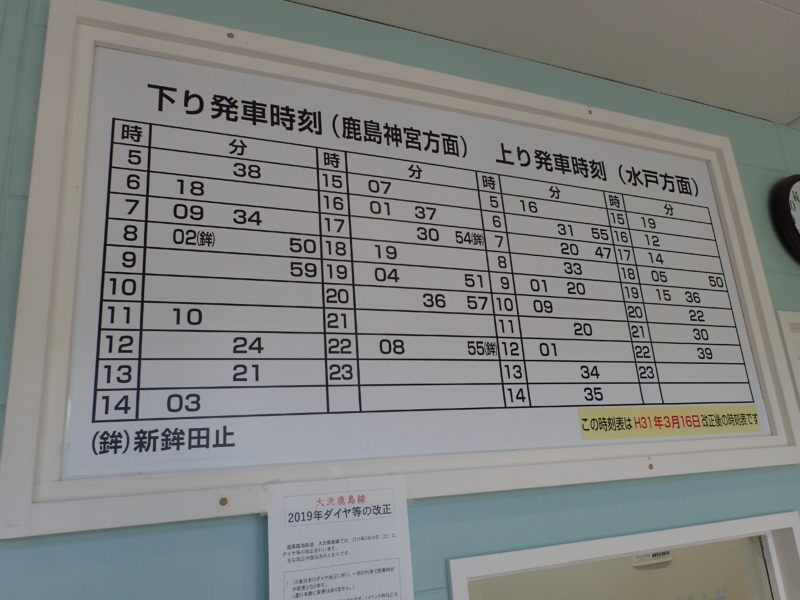 下り発車時刻(鹿島神宮方面) 上り発車時刻(水戸方面)
時 分 時 分 時 分 時 分
5 38 15 07 5 16 15 19
6 18 16 01 37 6 31 55 16 12
7 09 34 17 30 54(鉾) 7 20 47 17 14
8 02(鉾) 50 18 19 8 33 18 05 50
9 59 19 04 51 9 01 20 19 15 36
10 20 36 57 10 09 20 22
11 10 21 11 20 21 30
12 24 22 08 55(鉾) 12 01 22 39
13 21 23 13 34 23
14 03 14 35
(鉾)新鉾田止
この時刻表はH31年3月16日改正後の時刻表です
大洗鹿島線
2019年ダイヤ等の改正